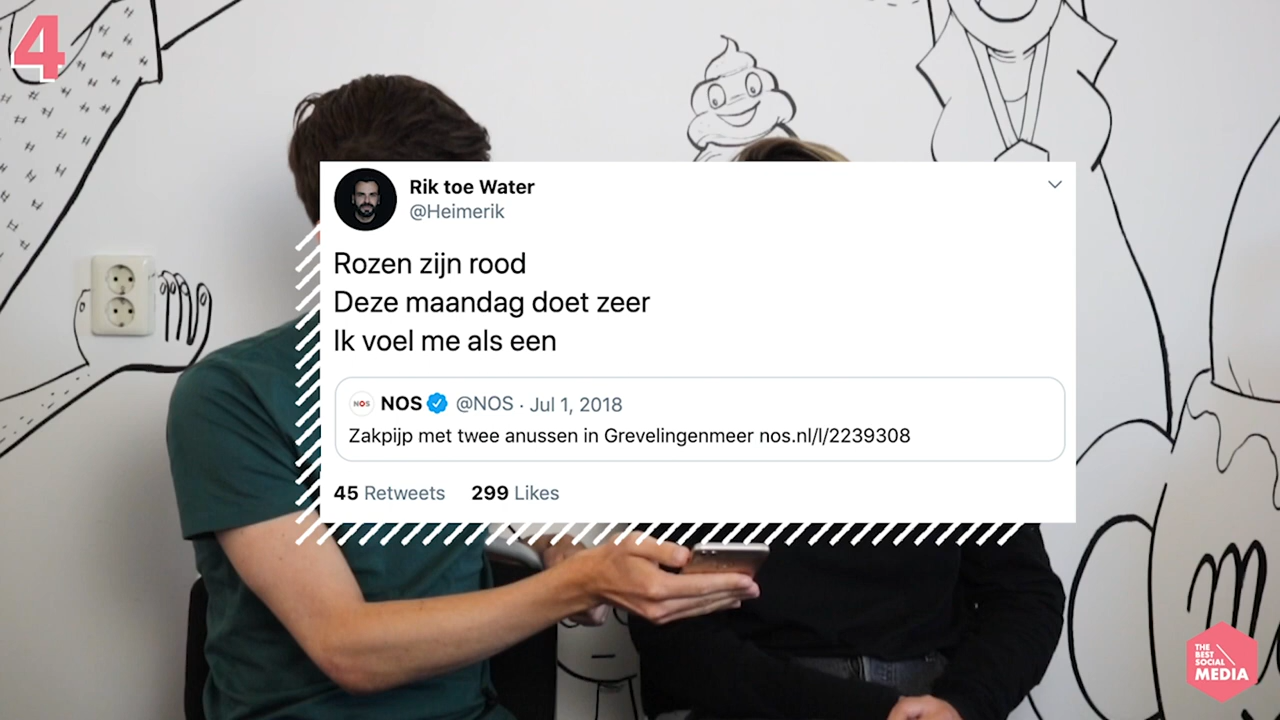 4
Rik toe Water
@Heimerik
Rozen zijn rood
Deze maandag doet zeer
Ik voel me als een
NOS
NOS @NOS · Jul 1, 2018
Zakpijp met twee anussen in Grevelingenmeer nos.nl/l/2239308
45 Retweets 299 Likes
THE
BEST
SOCIAL
MEDIA